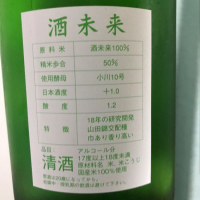 酒未来
原料米 酒未来100%
精米歩合 50%
使用酵母 小川10号
日本酒度 +1.0
酸度 1.2
特徴 18年の研究開発
山田錦交配種
巾あり香り高い
品目 アルコール分
清酒 17度以上18度未満
原材料名 米、米こうじ
国産米100%使用